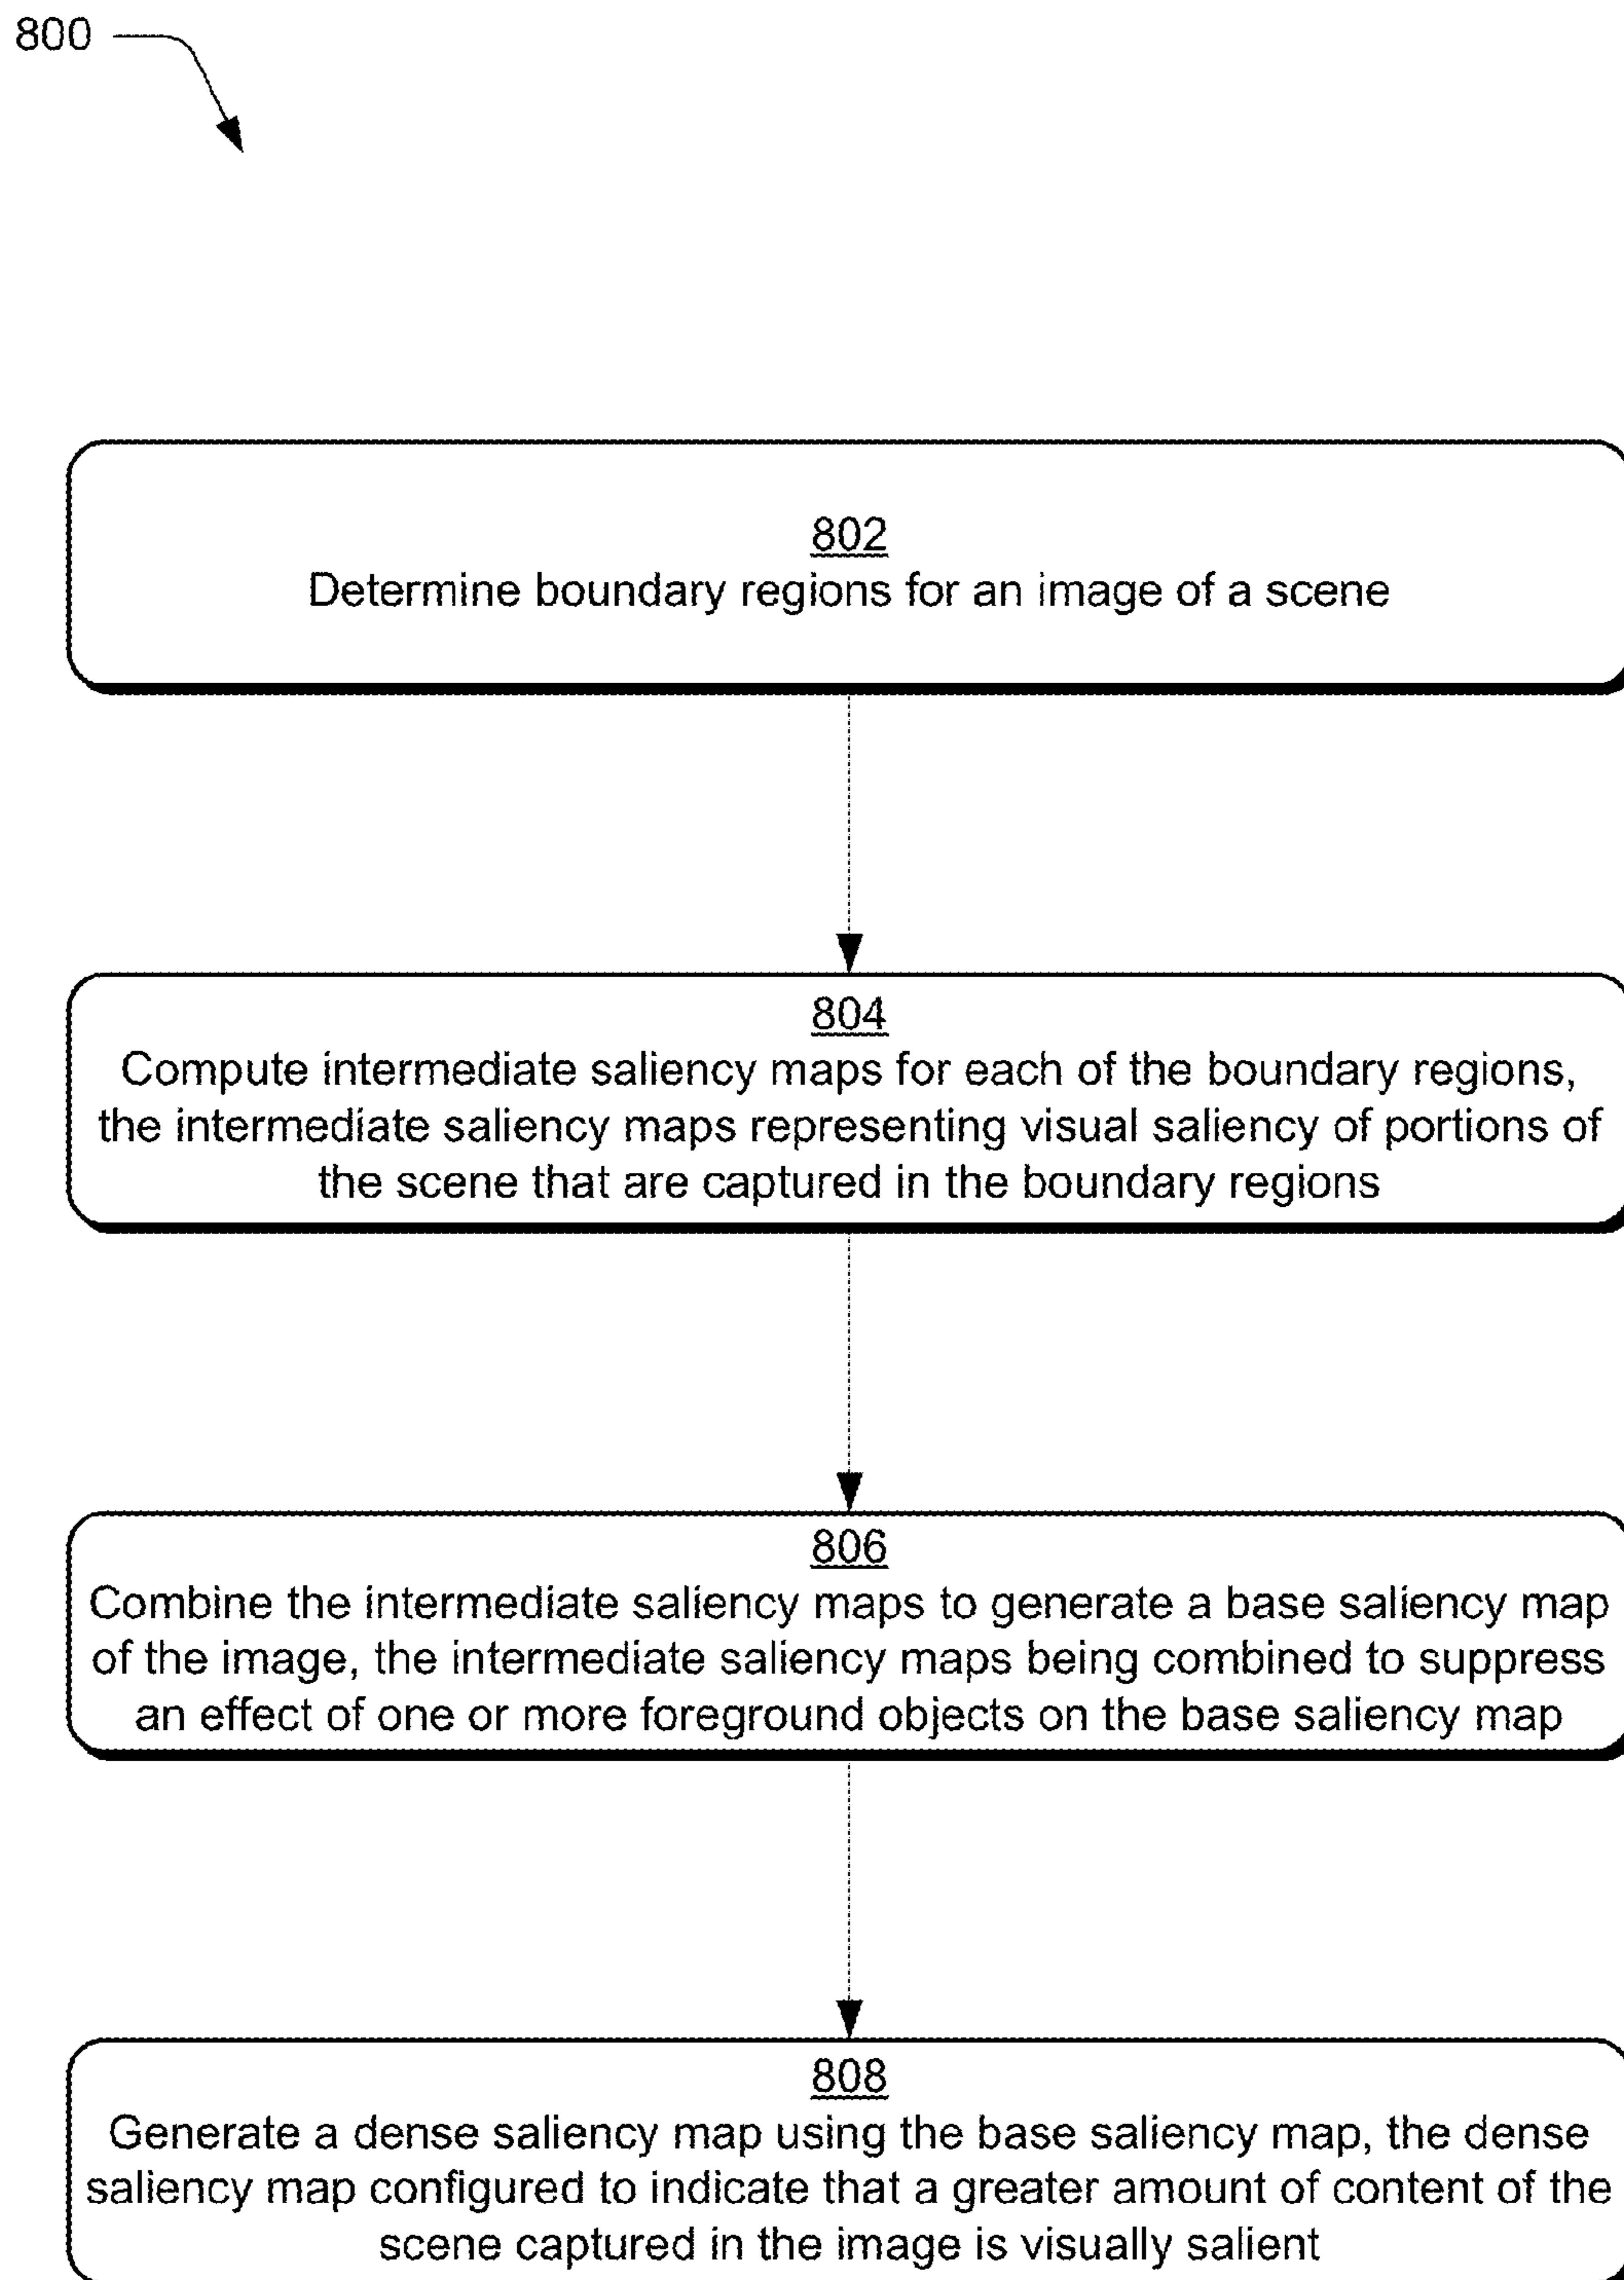 800
802
Determine boundary regions for an image of a scene
804
Compute intermediate saliency maps for each of the boundary regions,
the intermediate saliency maps representing visual saliency of portions of
the scene that are captured in the boundary regions
806
Combine the intermediate saliency maps to generate a base saliency map
of the image, the intermediate saliency maps being combined to suppress
an effect of one or more foreground objects on the base saliency map
808
Generate a dense saliency map using the base saliency map, the dense
saliency map configured to indicate that a greater amount of content of the
scene captured in the image is visually salient